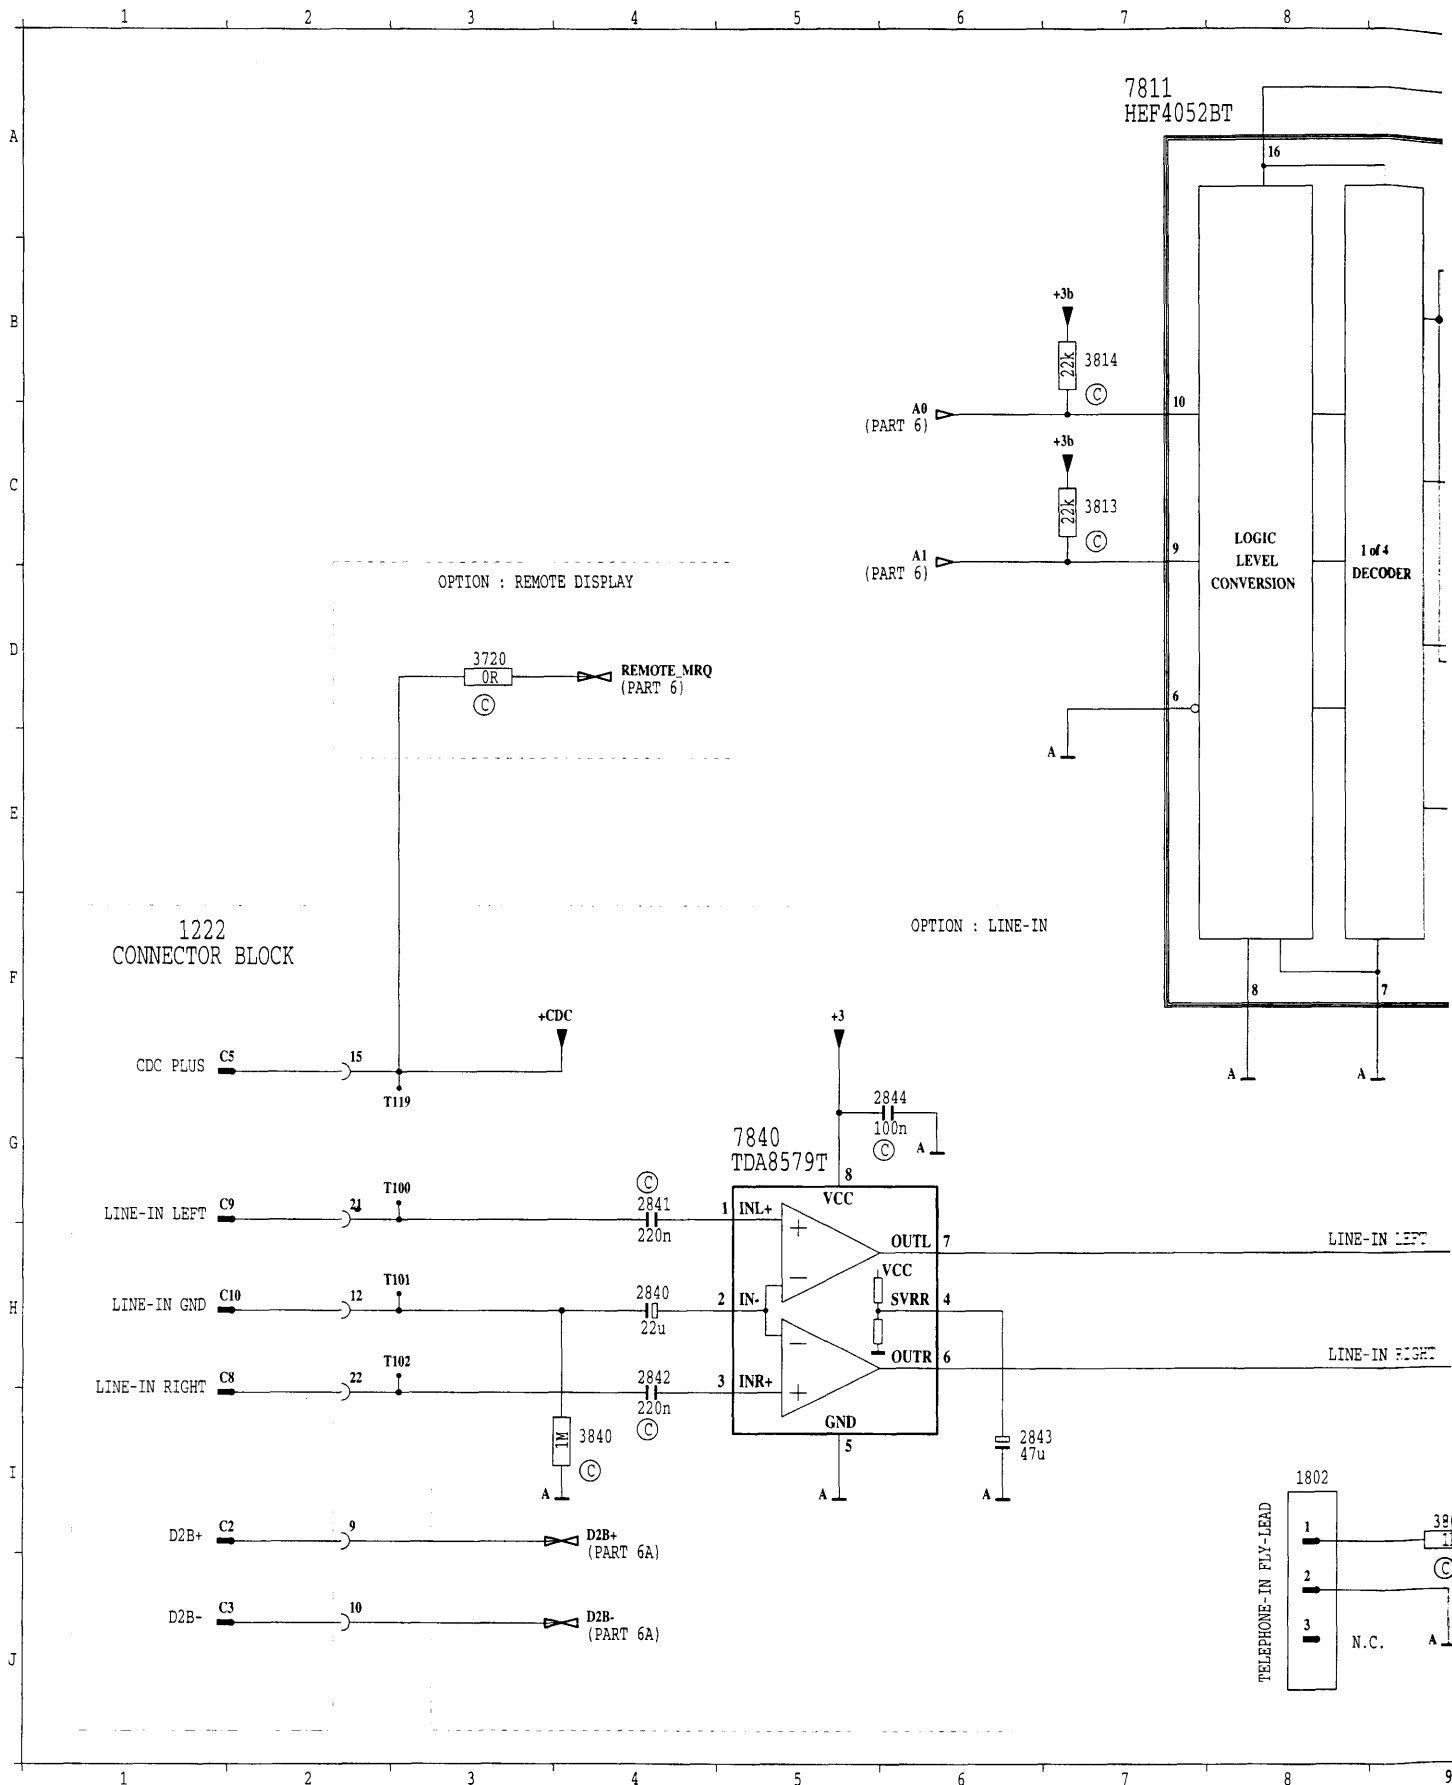 1 2 3 4 5 6 7 8
7811
HEF4052BT
A
16
+3b
B
22k 3814
C
A0 10
(PART 6)
+3b
C
22k 3813
C
A1 9
(PART 6)
LOGIC
LEVEL
CONVERSION
1 of 4
DECODER
OPTION : REMOTE DISPLAY
D
3720
0R
C
REMOTE_MRQ
(PART 6)
6
A
E
1222
CONNECTOR BLOCK
OPTION : LINE-IN
F
8 7
+CDC +3
CDC PLUS C5 15
T119
A A
G
2844
100n
C
A
7840
TDA8579T
8
VCC
LINE-IN LEFT C9 21 T100
C
2841
220n
1 INL+
+
−
OUTL 7
LINE-IN LEFT
VCC
H
LINE-IN GND C10 12 T101
2840
22u
2 IN-
SVRR 4
−
+
OUTR 6
LINE-IN RIGHT
LINE-IN RIGHT C8 22 T102
2842
220n
C
3 INR+
GND
5
1M 3840
C
A
A
2843
47u
A
I
1802
TELEPHONE-IN FLY-LEAD
1
2
3
N.C.
C
A
D2B+ C2 9
D2B+
(PART 6A)
D2B- C3 10
D2B-
(PART 6A)
J
1 2 3 4 5 6 7 8 9